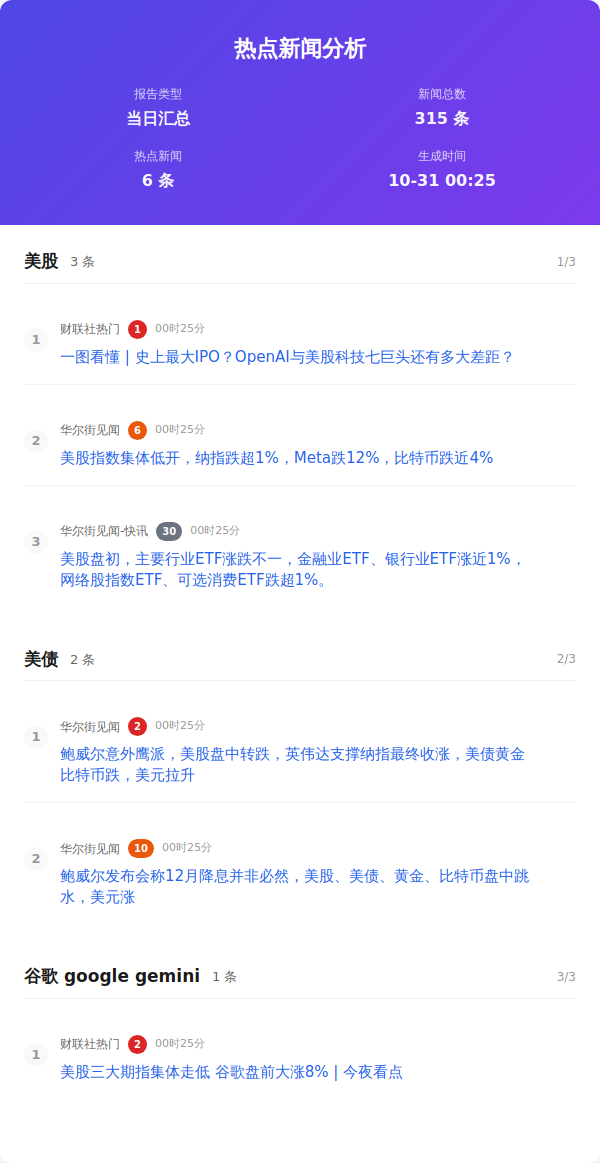 热点新闻分析
报告类型
新闻总数
当日汇总
315 条
热点新闻
生成时间
6 条
10-31 00:25
美股 3 条 1/3
1 财联社热门 1 00时25分
一图看懂 | 史上最大IPO？OpenAI与美股科技七巨头还有多大差距？
2 华尔街见闻 6 00时25分
美股指数集体低开，纳指跌超1%，Meta跌12%，比特币跌近4%
3 华尔街见闻-快讯 30 00时25分
美股盘初，主要行业ETF涨跌不一，金融业ETF、银行业ETF涨近1%，
网络股指数ETF、可选消费ETF跌超1%。
美债 2 条 2/3
1 华尔街见闻 2 00时25分
鲍威尔意外鹰派，美股盘中转跌，英伟达支撑纳指最终收涨，美债黄金
比特币跌，美元拉升
2 华尔街见闻 10 00时25分
鲍威尔发布会称12月降息并非必然，美股、美债、黄金、比特币盘中跳
水，美元涨
谷歌 google gemini 1 条 3/3
1 财联社热门 2 00时25分
美股三大期指集体走低 谷歌盘前大涨8% | 今夜看点